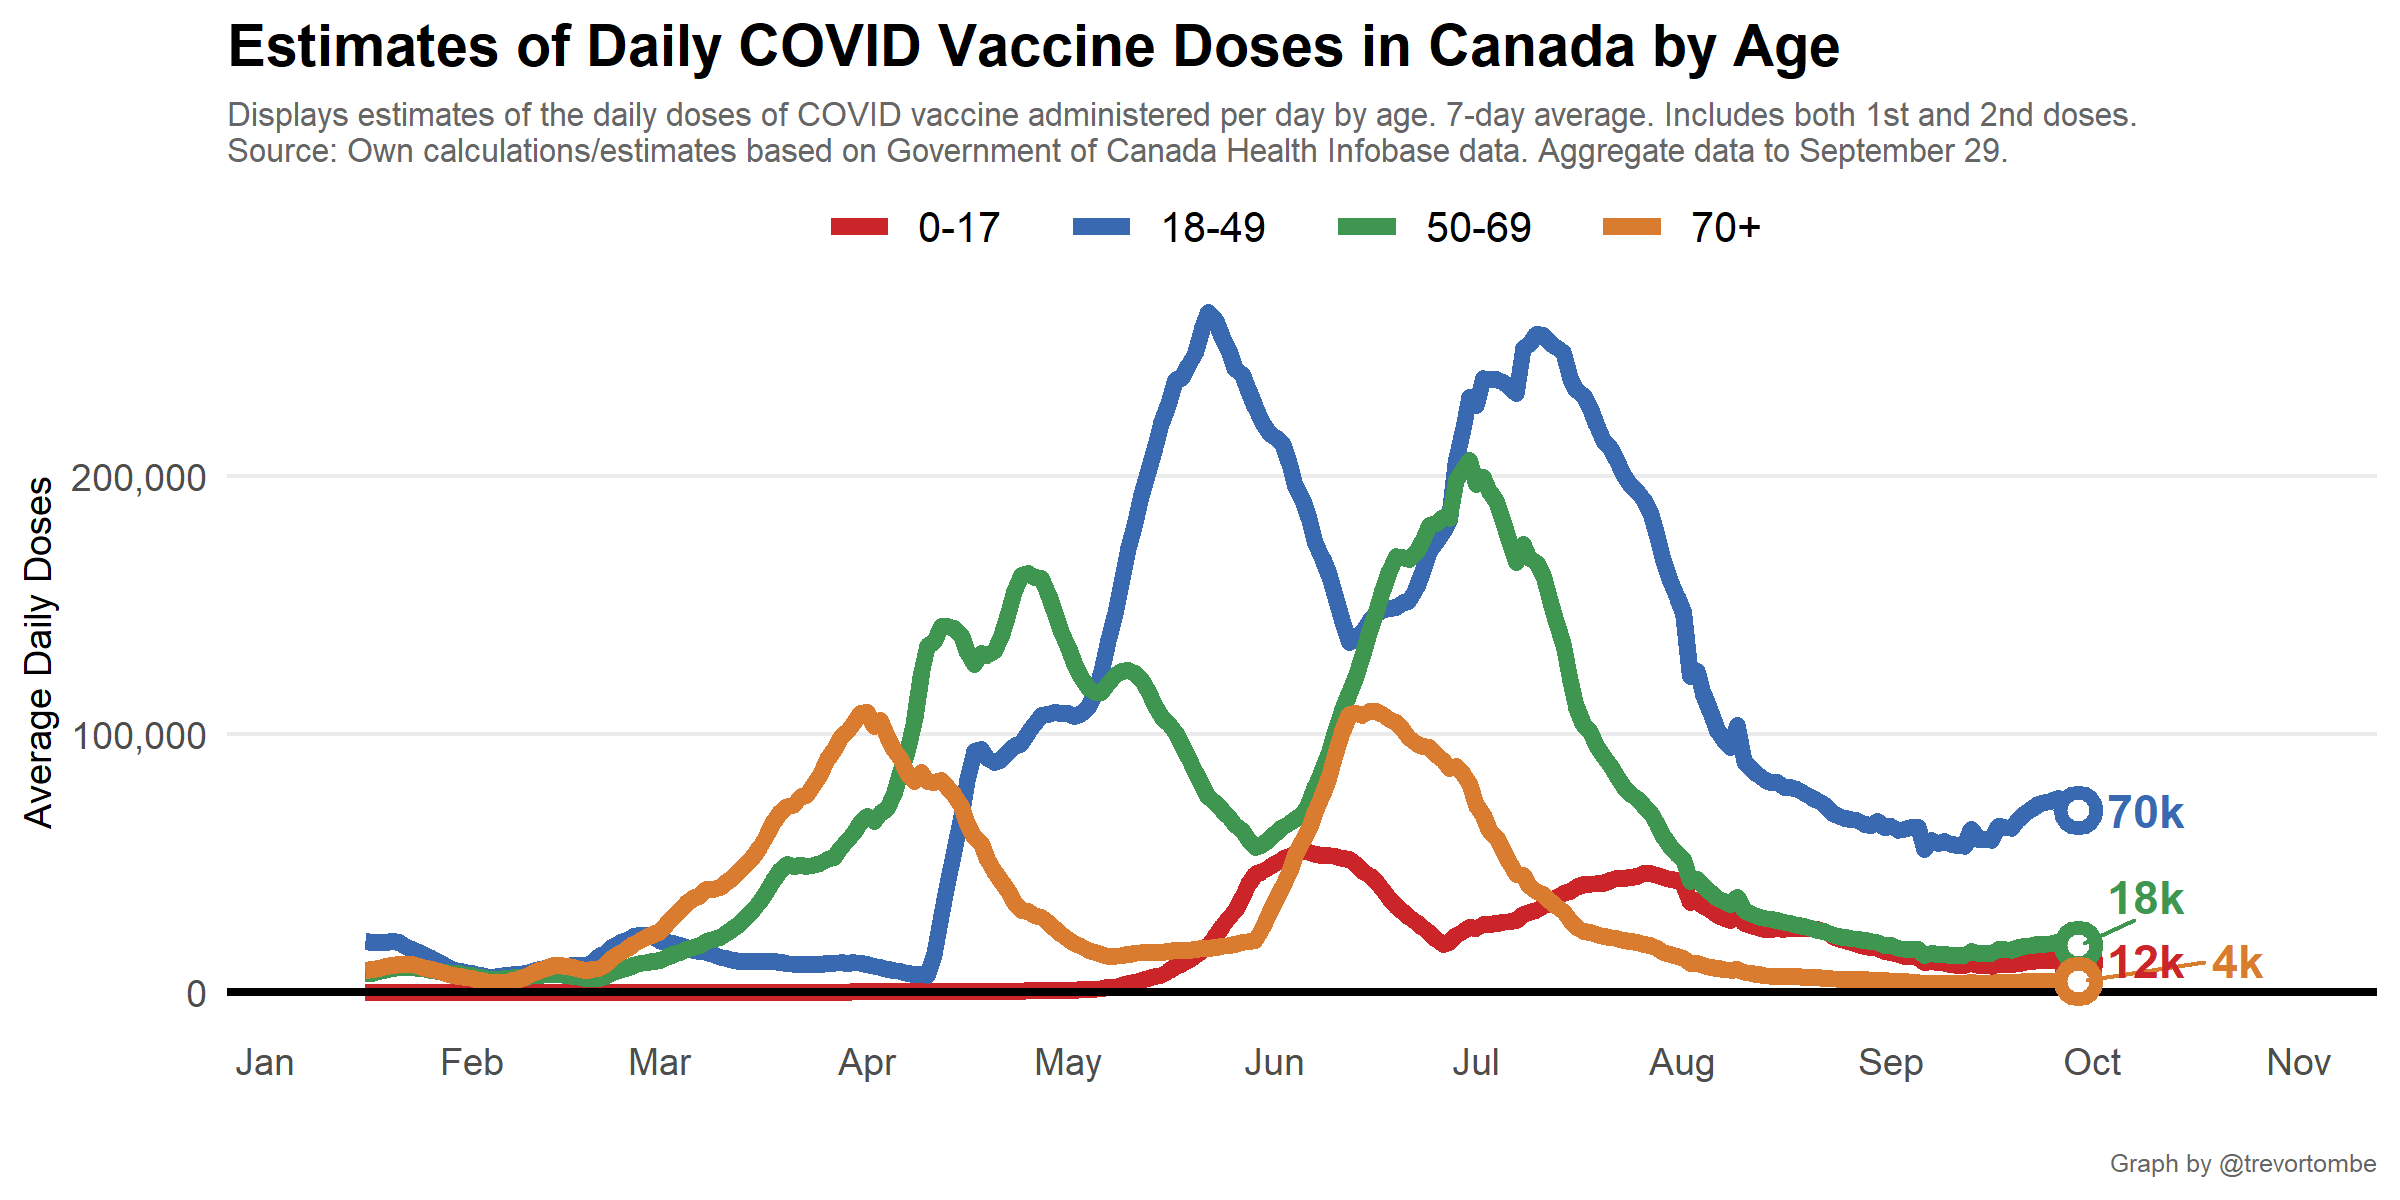 Estimates of Daily COVID Vaccine Doses in Canada by Age
Displays estimates of the daily doses of COVID vaccine administered per day by age. 7-day average. Includes both 1st and 2nd doses.
Source: Own calculations/estimates based on Government of Canada Health Infobase data. Aggregate data to September 29.
0-17 18-49 50-69 70+
Average Daily Doses
200,000
100,000
0
70k
18k
12k 4k
Jan Feb Mar Apr May Jun Jul Aug Sep Oct Nov
Graph by @trevortombe